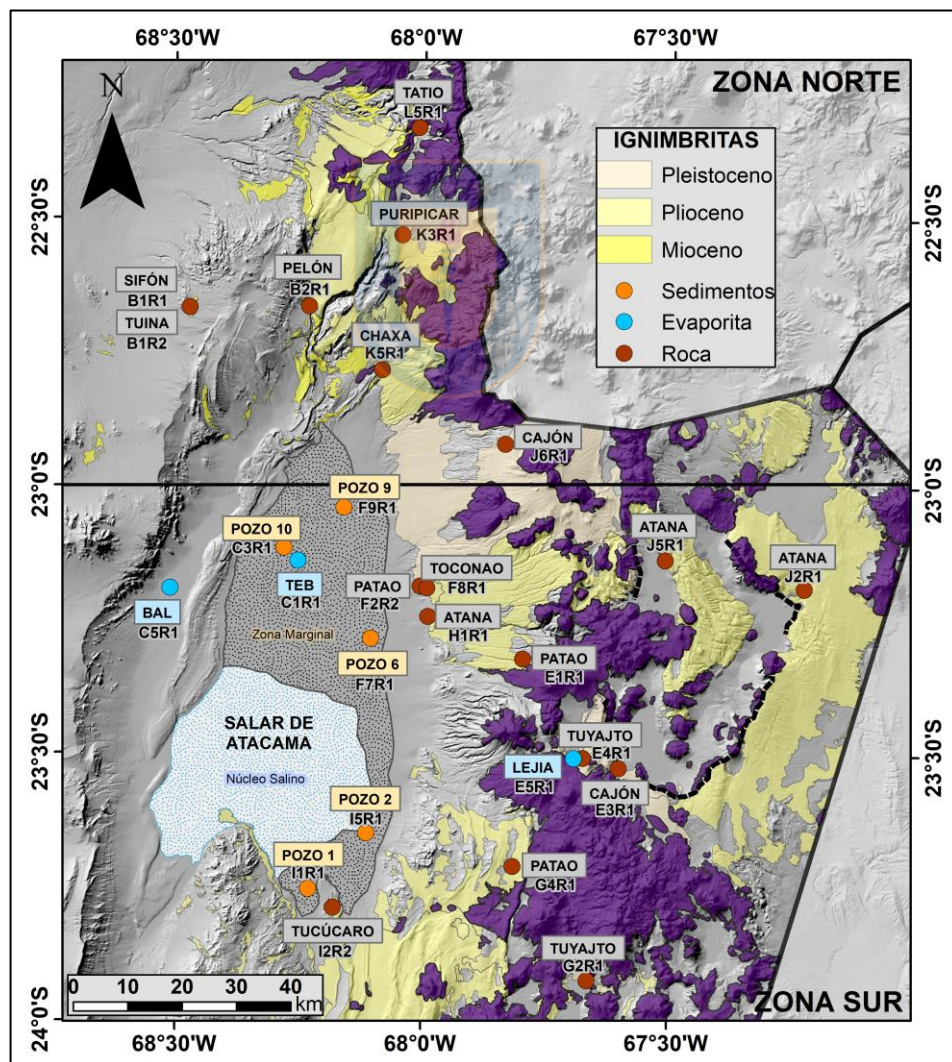 68°30'W
68°00'W
67°30'W
N
ZONA NORTE
TATIO
L5R1
IGNIMBRITAS
Pleistoceno
Plioceno
Mioceno
Sedimentos
Evaporita
Roca
22°30'S
22°30'S
PURIPICAR
K3R1
SIFÓN
B1R1
TUINA
B1R2
PELÓN
B2R1
CHAXA
K5R1
CAJÓN
J6R1
23°0'S
23°0'S
POZO 9
F9R1
POZO 10
C3R1
TEB
C1R1
BAL
C5R1
PATAO
F2R2
TOCONAO
F8R1
ATANA
H1R1
ATANA
J5R1
ATANA
J2R1
Zona Marginal
POZO 6
F7R1
PATAO
E1R1
SALAR DE
ATACAMA
Núcleo Salino
TUYAJTO
E4R1
LEJIA
E5R1
CAJÓN
E3R1
23°30'S
23°30'S
POZO 2
I5R1
POZO 1
I1R1
TUCÚCARO
I2R2
PATAO
G4R1
TUYAJTO
G2R1
0 10 20 30 40
km
ZONA SUR
24°0'S
24°0'S
68°30'W
68°00'W
67°30'W